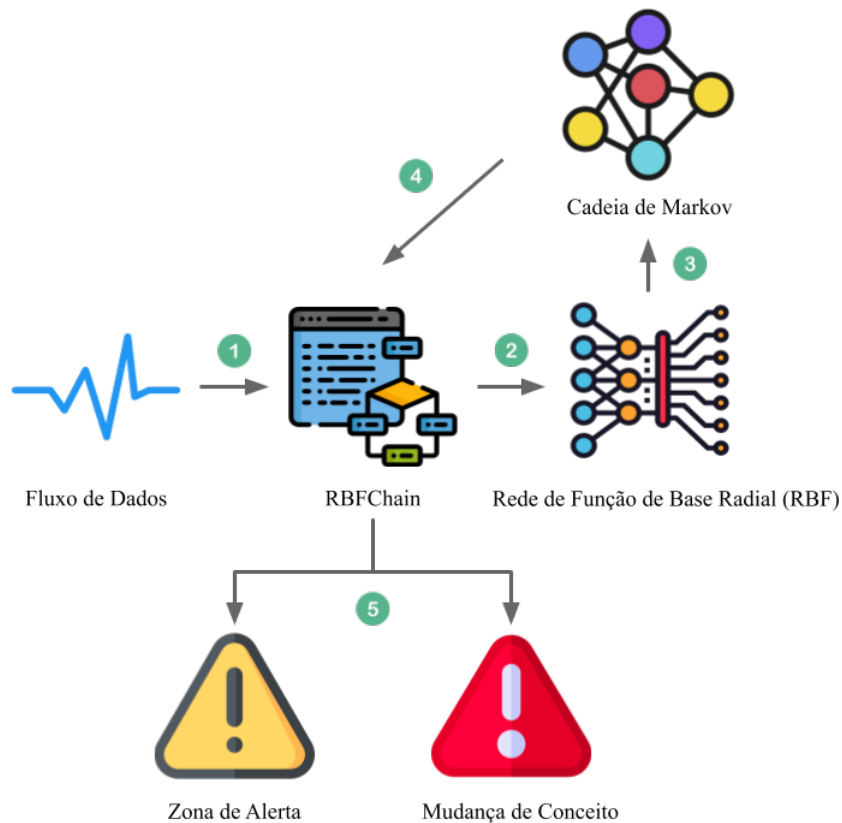 Cadeia de Markov
4
3
1
2
Fluxo de Dados
RBFChain
Rede de Função de Base Radial (RBF)
5
Zona de Alerta
Mudança de Conceito